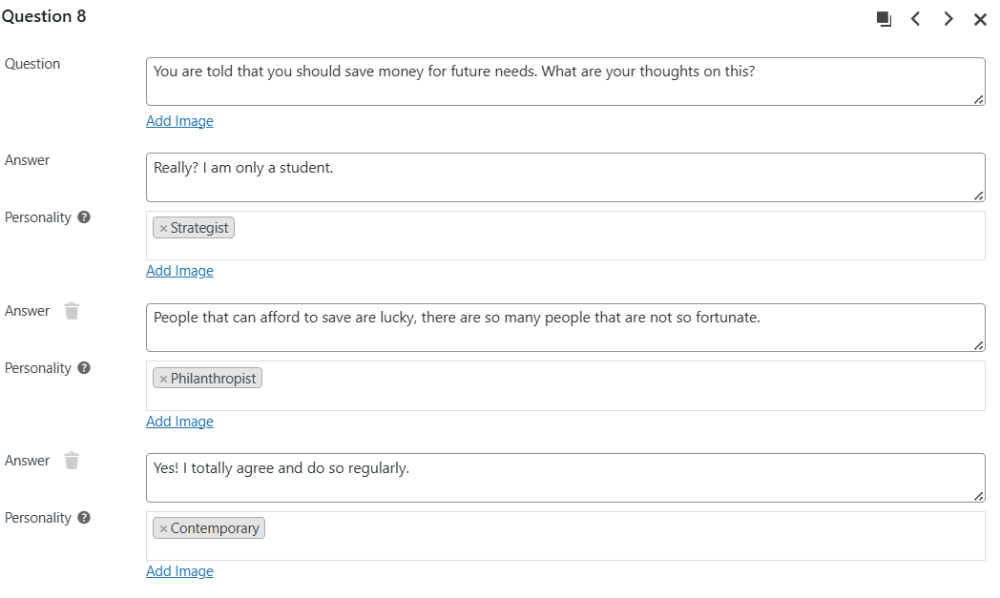 Question 8
Question
You are told that you should save money for future needs. What are your thoughts on this?
Add Image
Answer
Really? I am only a student.
Personality ?
× Strategist
Add Image
Answer
People that can afford to save are lucky, there are so many people that are not so fortunate.
Personality ?
× Philanthropist
Add Image
Answer
Yes! I totally agree and do so regularly.
Personality ?
× Contemporary
Add Image